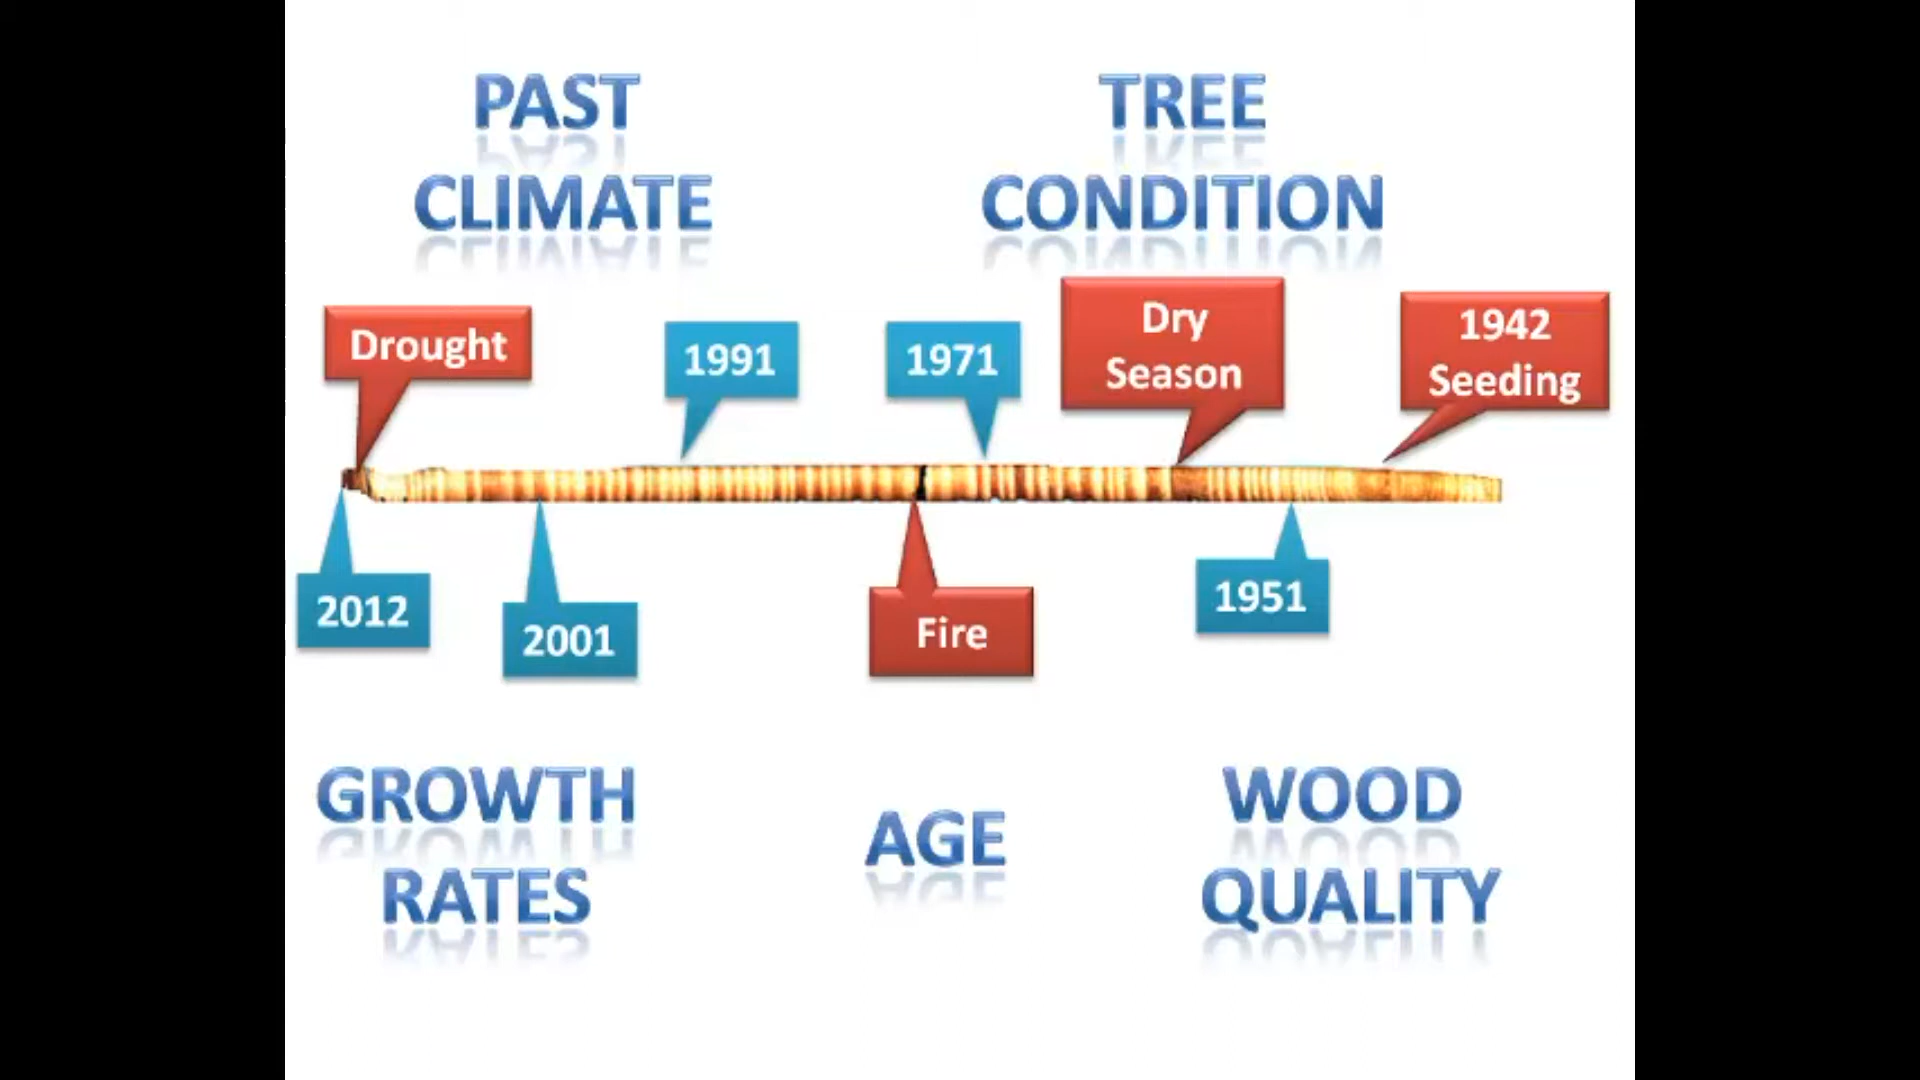 PAST
CLIMATE
TREE
CONDITION
Drought
1991
1971
Dry
Season
1942
Seeding
2012
2001
Fire
1951
GROWTH
RATES
AGE
WOOD
QUALITY